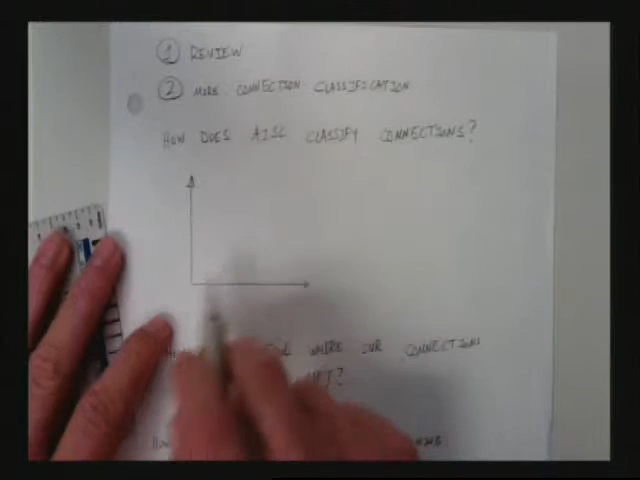 ① REVIEW
② MORE CONNECTION CLASSIFICATION
HOW DOES AISC CLASSIFY CONNECTIONS?
WHERE OUR CONNECTIONS